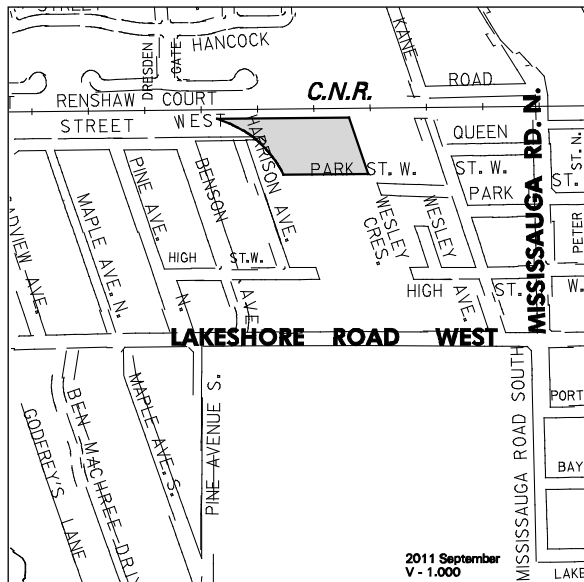 STREET
DRESDEN
GATE
HANCOCK
KANE
ROAD
RENSHAW COURT
C.N.R.
STREET WEST
QUEEN
ST. W.
HARRISON AVE.
PARK ST. W.
PARK
ST.
ST. N.
PETER
MISSISSAUGA RD. N.
MAPLE AVE. N.
PINE AVE.
N.
BENSON
AVE
WESLEY
CRES.
WESLEY
AVE.
HIGH ST.W.
HIGH ST. W.
LAKESHORE ROAD WEST
GODFREY'S LANE
BEN MACHREE DRI
MAPLE AVE. S.
PINE AVENUE S.
MISSISSAUGA ROAD SOUTH
PORT
BAY
LAKE
2011 September
V - 1.000